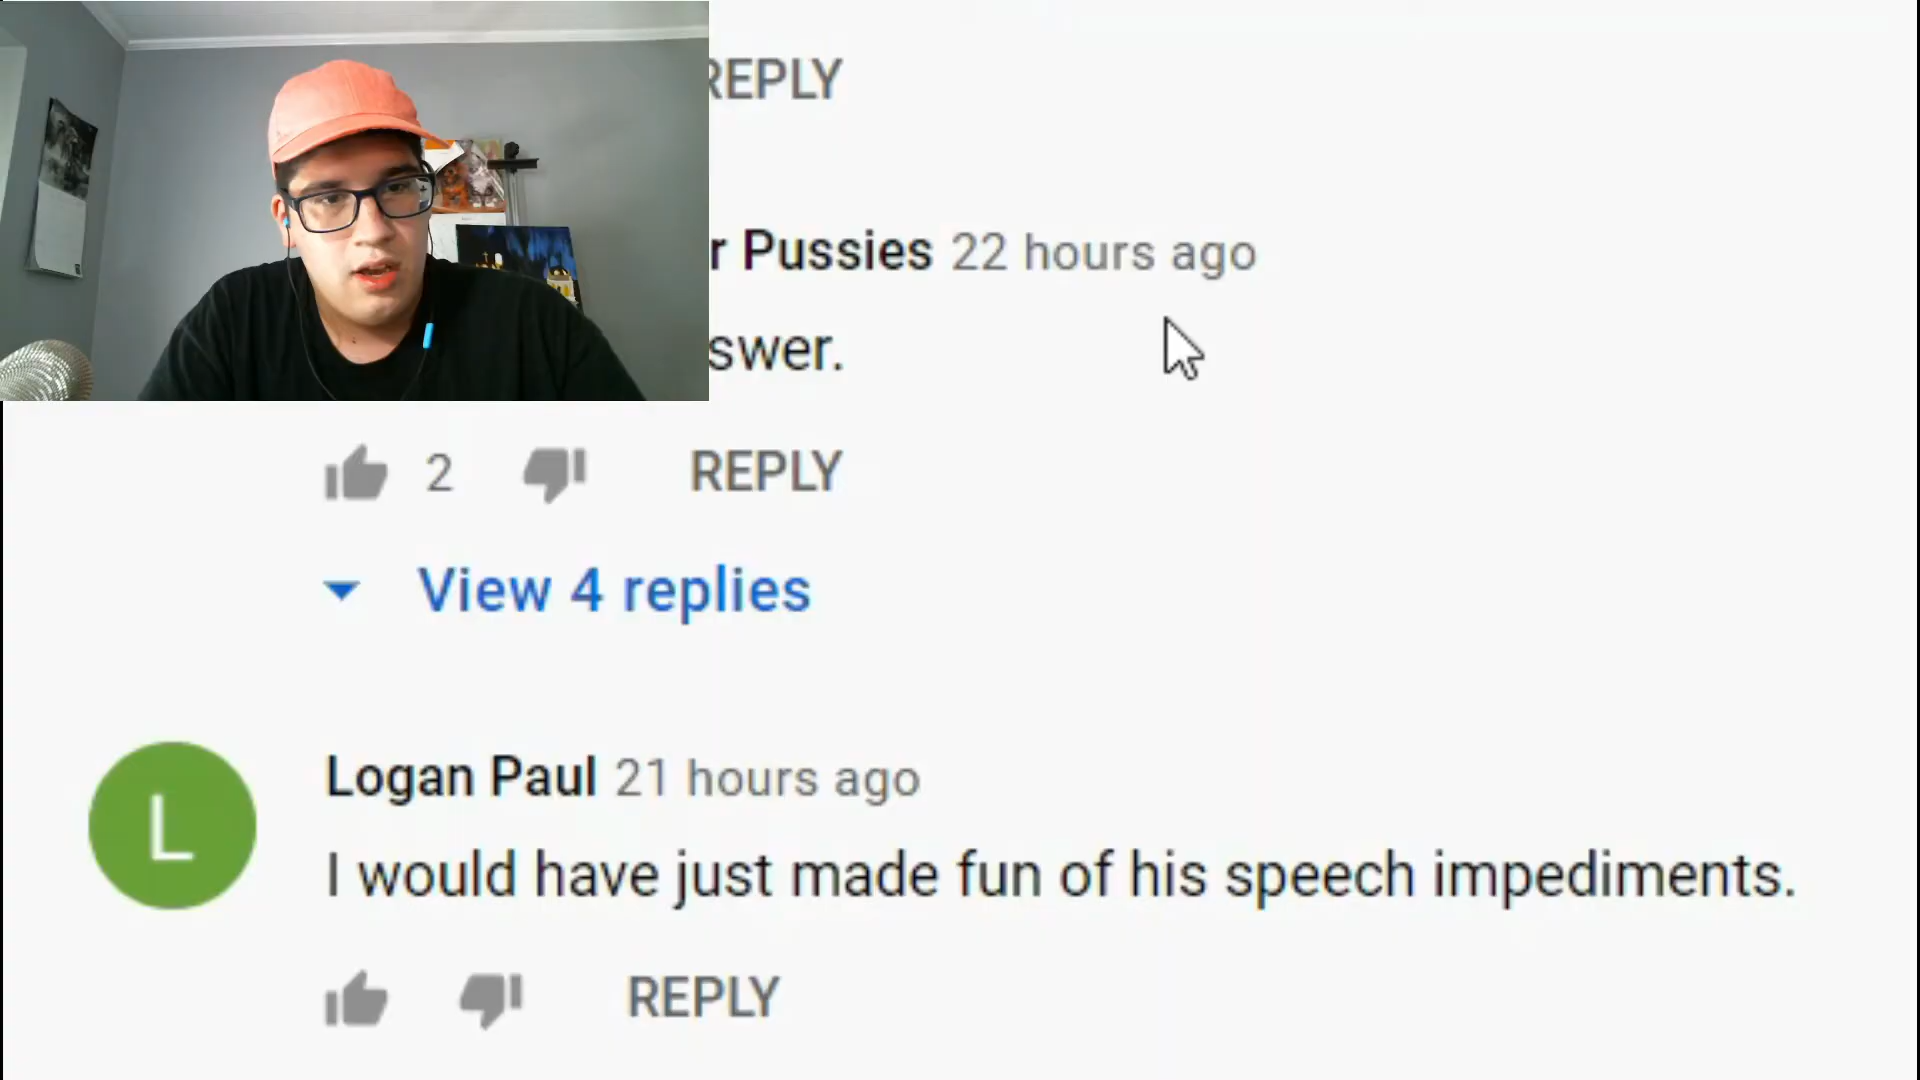 REPLY
r Pussies 22 hours ago
swer.
2 REPLY
View 4 replies
L
Logan Paul 21 hours ago
I would have just made fun of his speech impediments.
REPLY